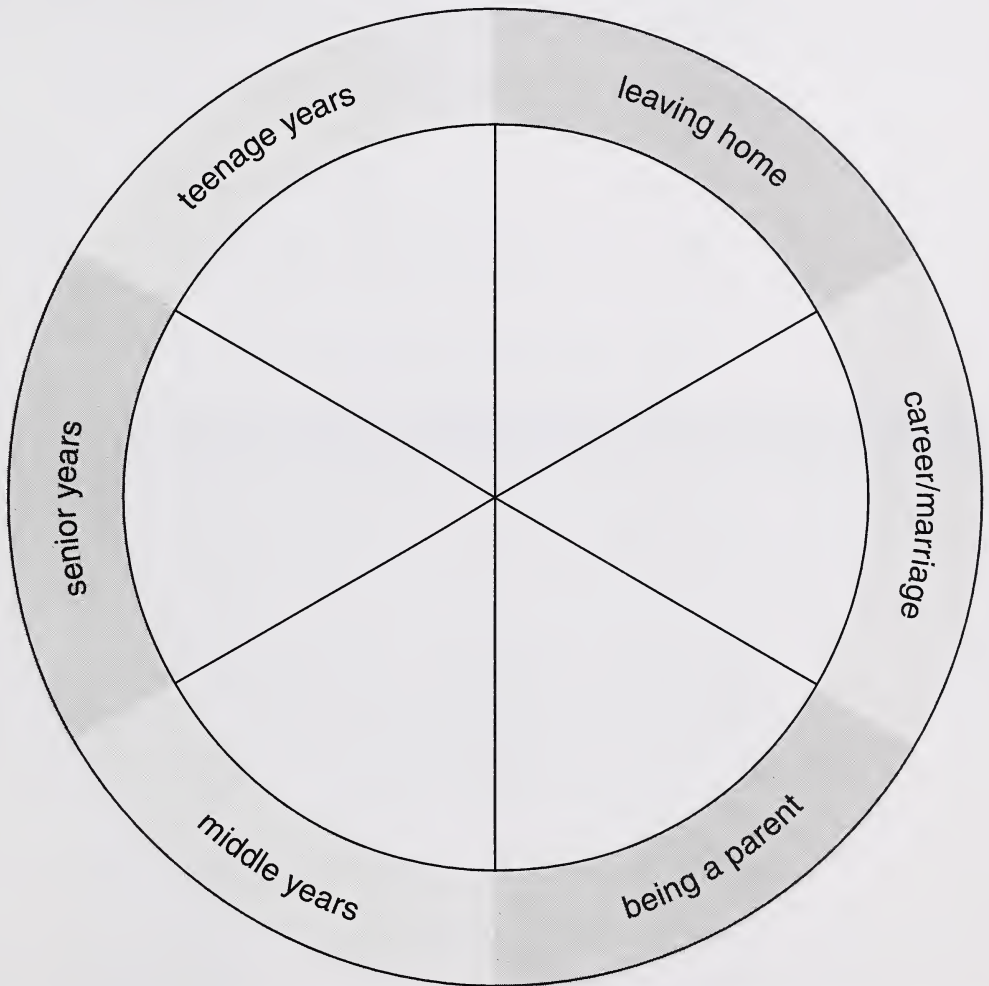 teenage years
leaving home
career/marriage
being a parent
middle years
senior years